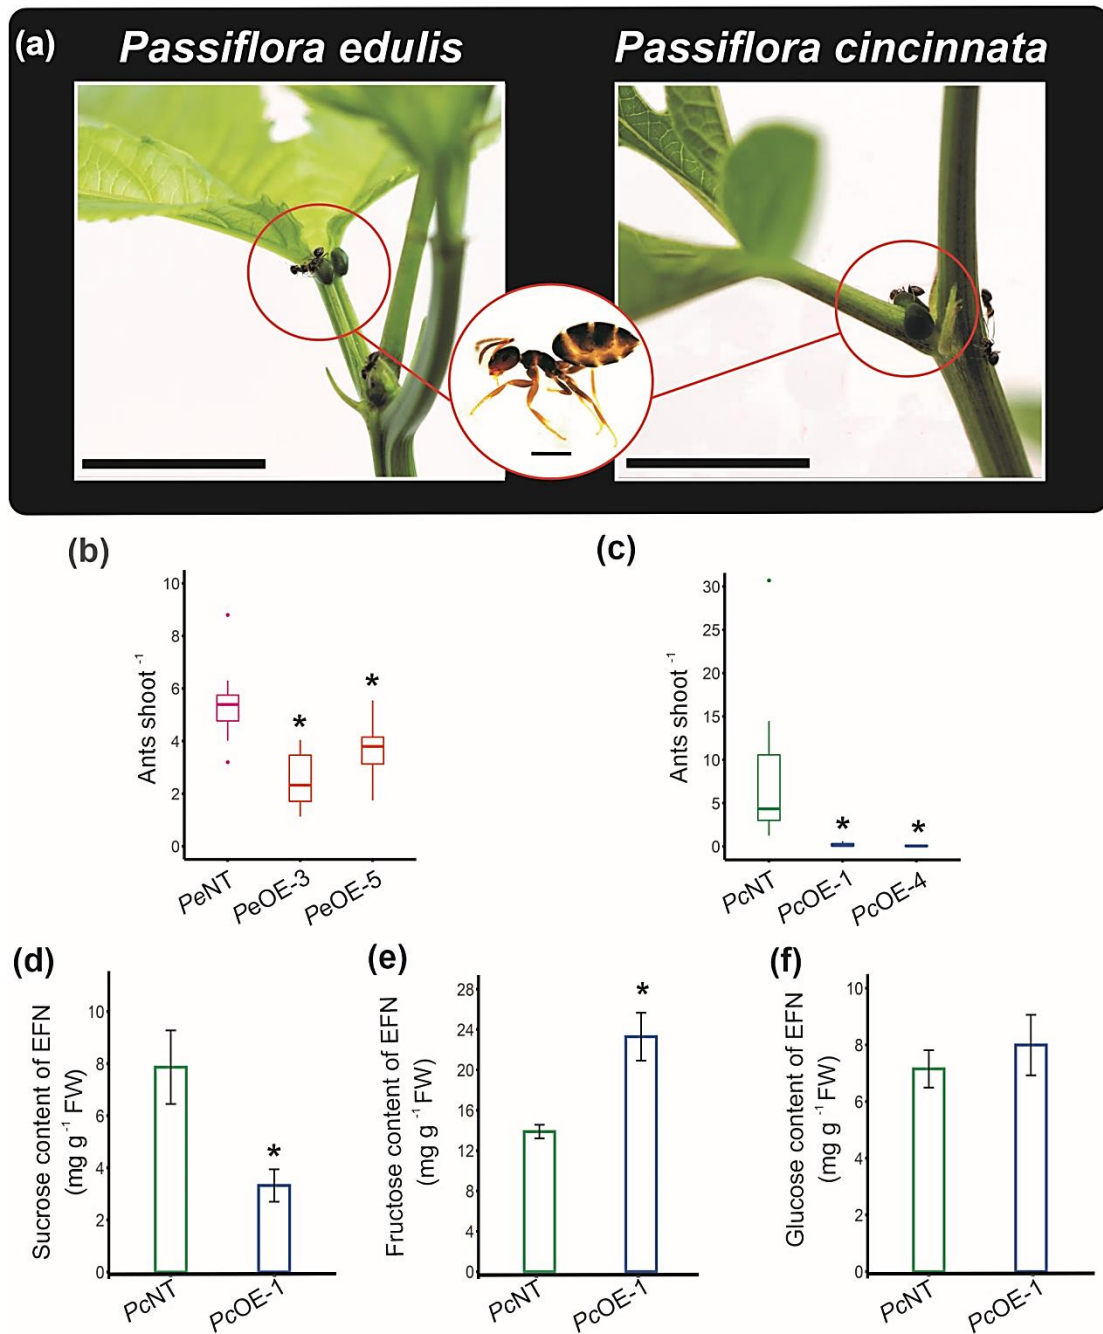 (a)
Passiflora edulis
Passiflora cincinnata
(b)
Ants shoot -1
10
8
6
4
2
0
PeNT
PeOE-3
PeOE-5
*
*
(c)
Ants shoot -1
30
25
20
15
10
5
0
PcNT
PcOE-1
PcOE-4
*
*
(d)
Sucrose content of EFN
(mg g -1 FW)
10
8
6
4
2
0
PcNT
PcOE-1
*
(e)
Fructose content of EFN
(mg g -1 FW)
28
24
20
16
12
8
4
0
PcNT
PcOE-1
*
(f)
Glucose content of EFN
(mg g -1 FW)
10
8
6
4
2
0
PcNT
PcOE-1